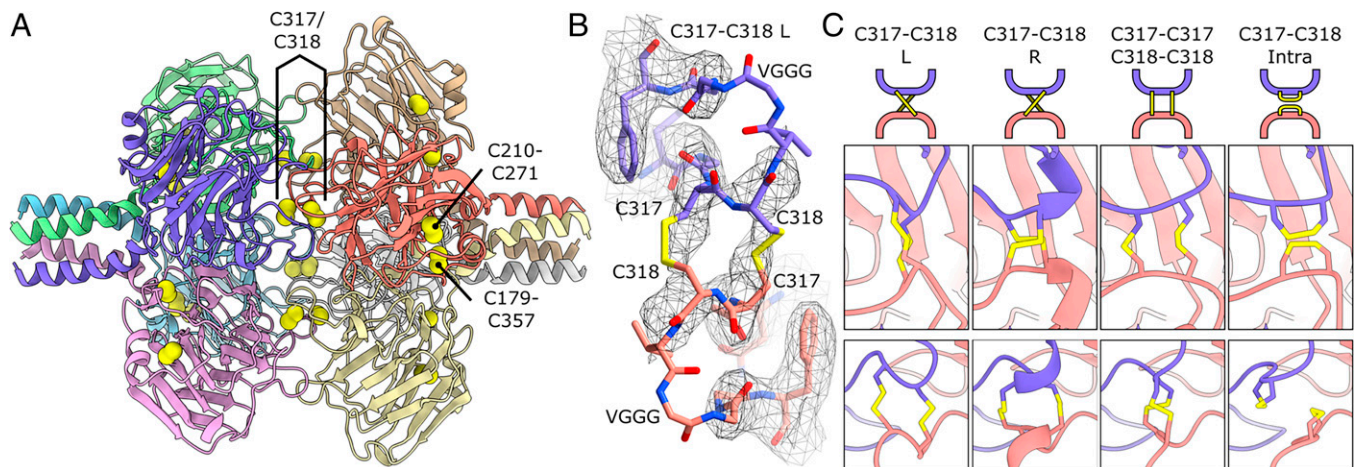 A
C317/
C318
C210-
C271
C179-
C357
B
C317-C318 L
VGGG
C317
C318
C318
C317
VGGG
C
C317-C318
L
C317-C318
R
C317-C317
C318-C318
C317-C318
Intra